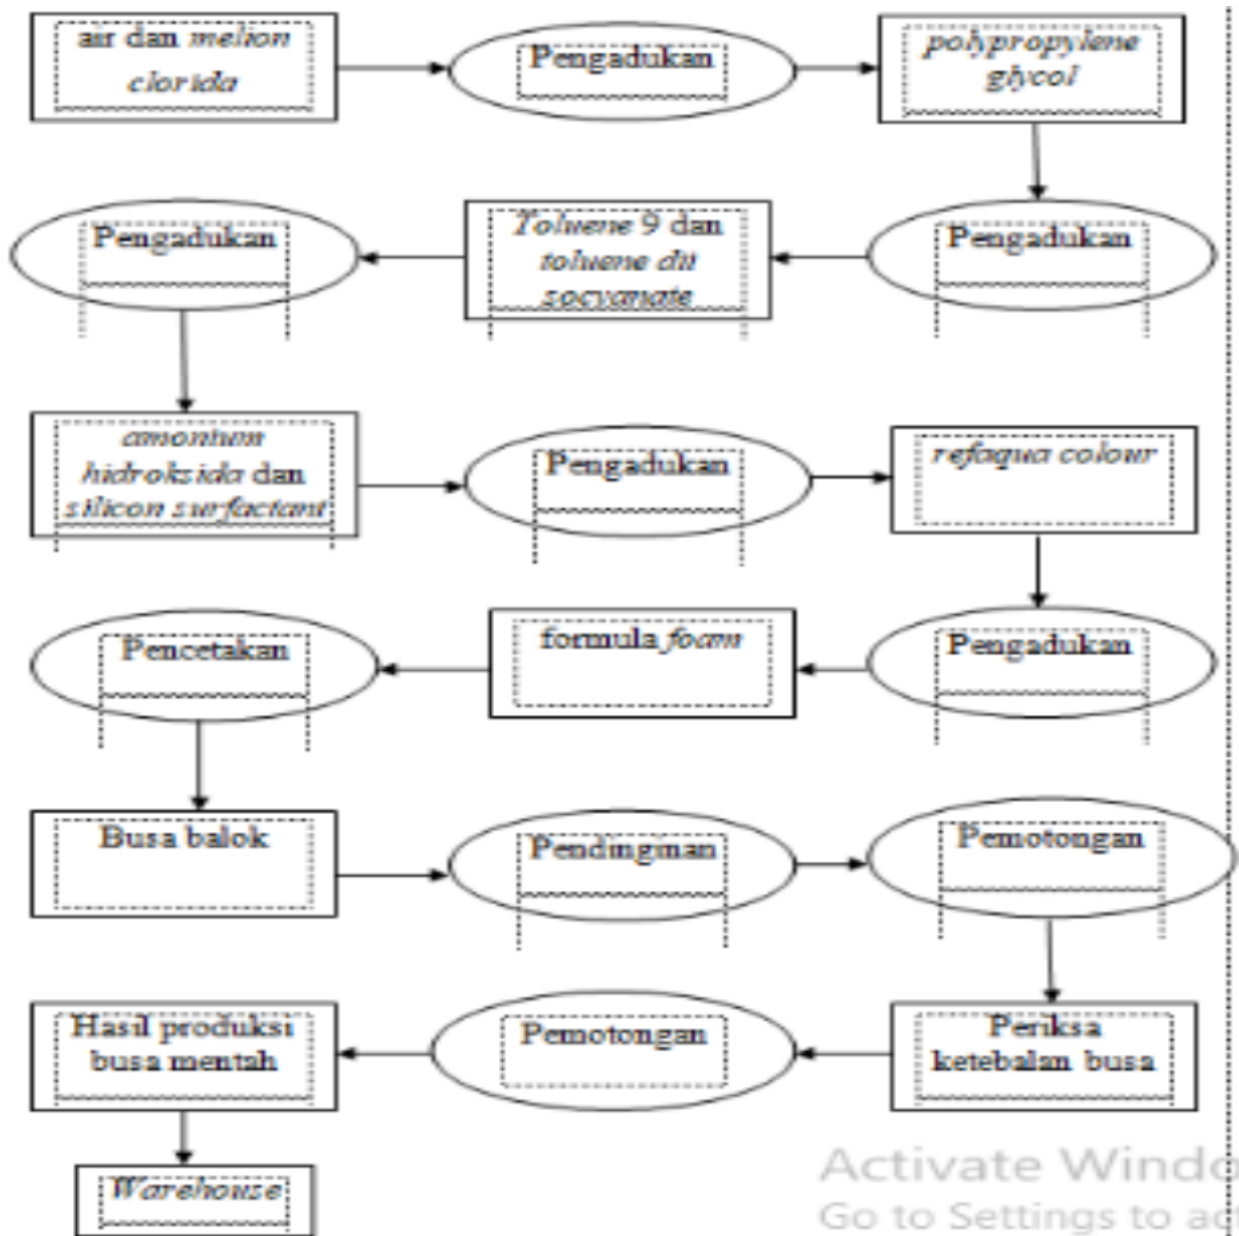 air dan melion
clorida
Pengadukan
polypropylene
glycol
Pengadukan
Toluene 9 dan
toluene dii
socyanate
Pengadukan
amonium
hidroksida dan
silicon surfactant
Pengadukan
refaqua colour
Pengadukan
formula foam
Pencetakan
Busa balok
Pendinginan
Pemotongan
Periksa
ketebalan busa
Pemotongan
Hasil produksi
busa mentah
Warehouse
Activate Windo
Go to Settings to act